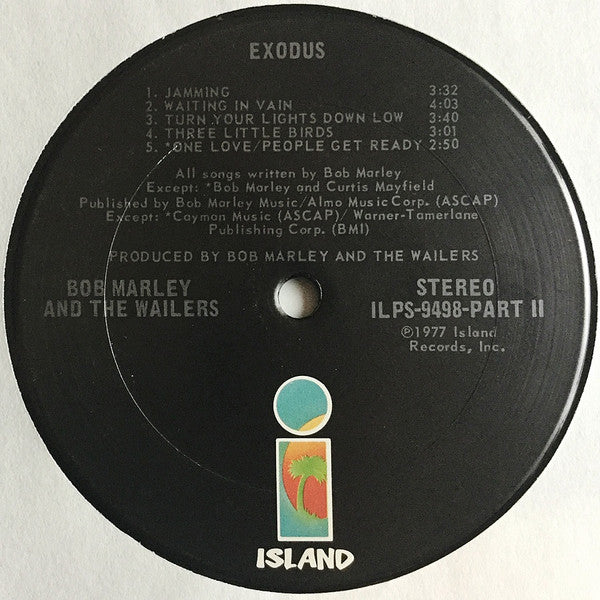 EXODUS
1. JAMMING 3:32
2. WAITING IN VAIN 4:03
3. TURN YOUR LIGHTS DOWN LOW 3:40
4. THREE LITTLE BIRDS 3:01
5. *ONE LOVE/PEOPLE GET READY 2:50
All songs written by Bob Marley
Except: *Bob Marley and Curtis Mayfield
Published by Bob Marley Music/Almo Music Corp. (ASCAP)
Except: *Cayman Music (ASCAP)/Warner-Tamerlane
Publishing Corp. (BMI)
PRODUCED BY BOB MARLEY AND THE WAILERS
BOB MARLEY
AND THE WAILERS
STEREO
ILPS-9498-PART II
℗1977 Island
Records, Inc.
ISLAND